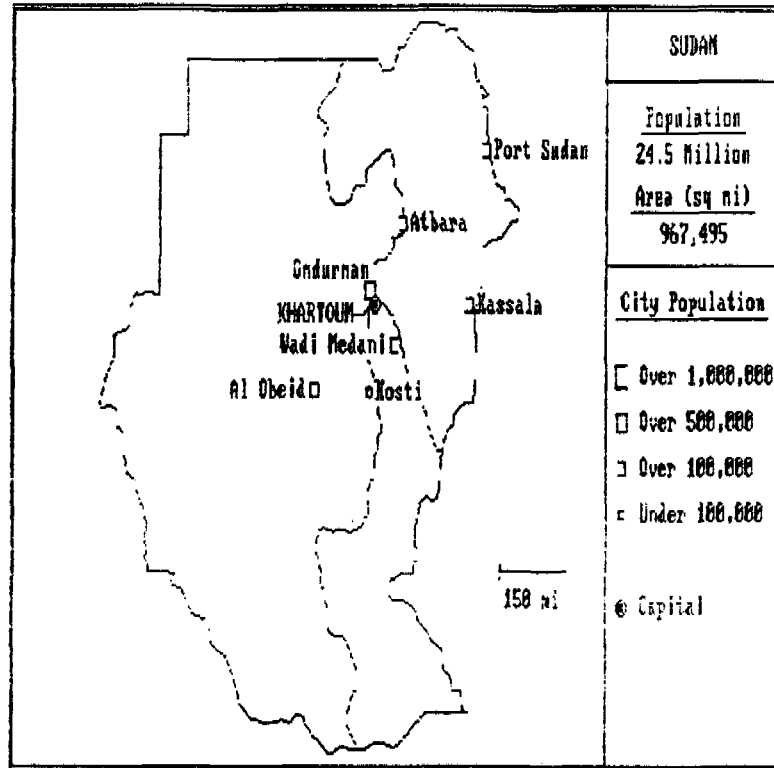 SUDAN
Population
24.5 Million
Area (sq mi)
967,495
City Population
Over 1,000,000
Over 500,000
Over 100,000
Under 100,000
Capital
Port Sudan
Atbara
Omdurman
KHARTOUM
Kassala
Wadi Medani
Al Obeid
Kosti
150 mi